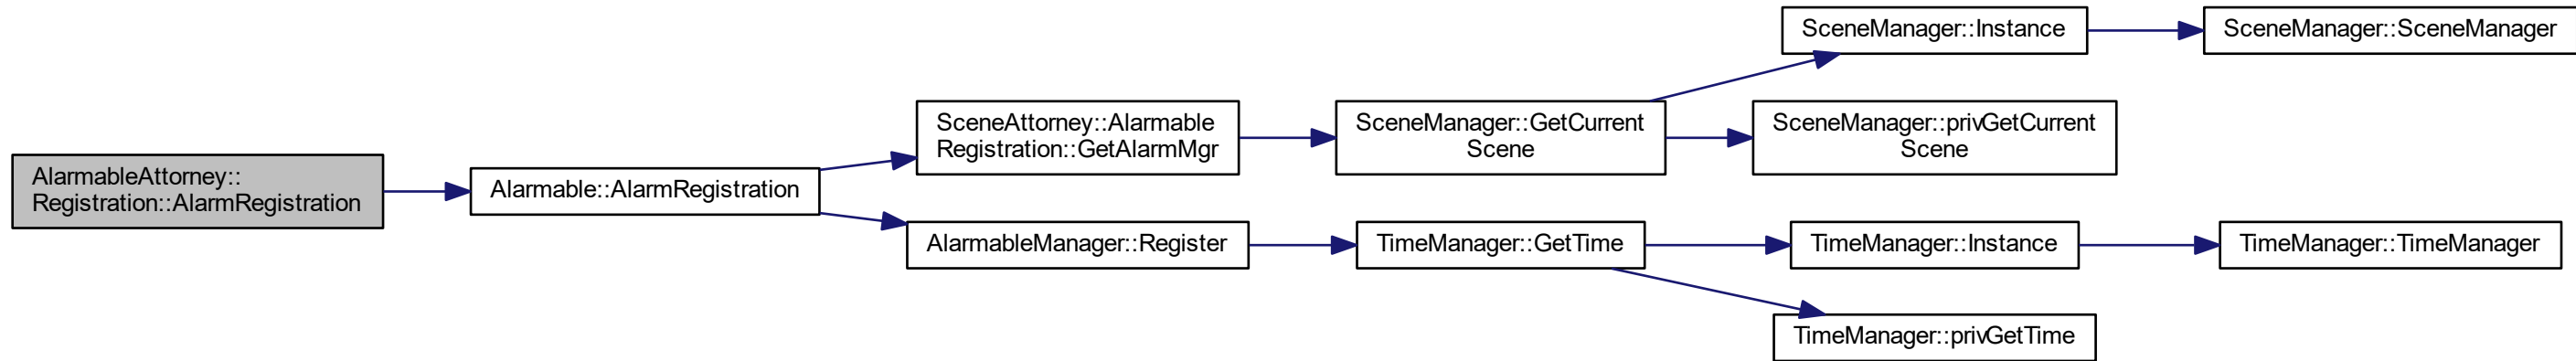 AlarmableAttorney::
Registration::AlarmRegistration
Alarmable::AlarmRegistration
SceneAttorney::Alarmable
Registration::GetAlarmMgr
SceneManager::GetCurrent
Scene
SceneManager::Instance
SceneManager::SceneManager
SceneManager::privGetCurrent
Scene
AlarmableManager::Register
TimeManager::GetTime
TimeManager::Instance
TimeManager::TimeManager
TimeManager::privGetTime